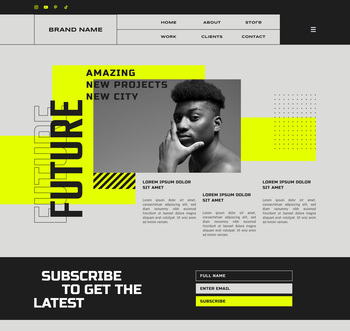 BRAND NAME
HOME
ABOUT
STORE
WORK
CLIENTS
CONTACT
AMAZING
NEW PROJECTS
NEW CITY
FUTURE
FUTURE
LOREM IPSUM DOLOR
SIT AMET
Lorem ipsum dolor sit amet,
consectetur adipiscing elit, sed
diam nonummy nibh euismod
tincidunt ut laoreet dolore magna
aliquam erat volutpat. Ut wisi enim
ad minim veniam.
LOREM IPSUM DOLOR
SIT AMET
Lorem ipsum dolor sit amet,
consectetur adipiscing elit, sed
diam nonummy nibh euismod
tincidunt ut laoreet dolore magna
aliquam erat volutpat. Ut wisi enim
ad minim veniam.
LOREM IPSUM DOLOR
SIT AMET
Lorem ipsum dolor sit amet,
consectetur adipiscing elit, sed
diam nonummy nibh euismod
tincidunt ut laoreet dolore magna
aliquam erat volutpat. Ut wisi enim
ad minim veniam.
SUBSCRIBE
TO GET THE
LATEST
FULL NAME
ENTER EMAIL
SUBSCRIBE